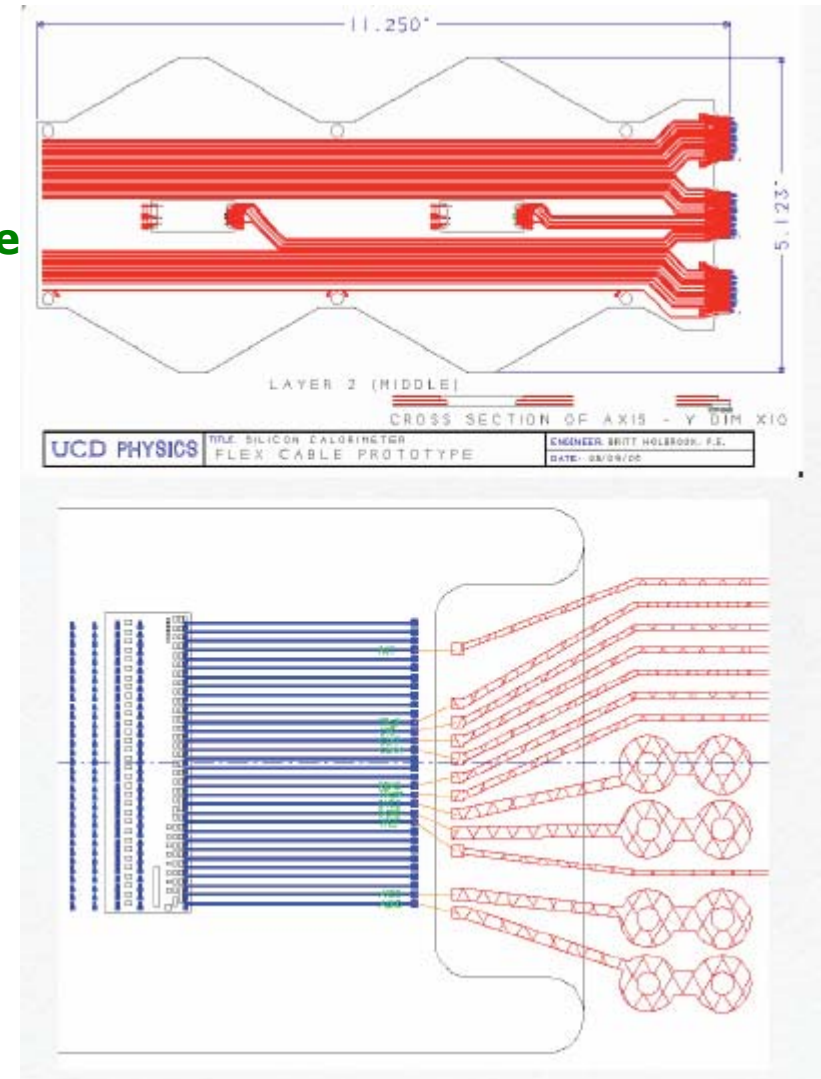 11.250"
5.123"
e
LAYER 2 (MIDDLE)
CROSS SECTION OF AXIS - Y DIM X10
UCD PHYSICS
TITLE: SILICON CALORIMETER
FLEX CABLE PROTOTYPE
ENGINEER: BRITT HOLBROOK, P.E.
DATE: